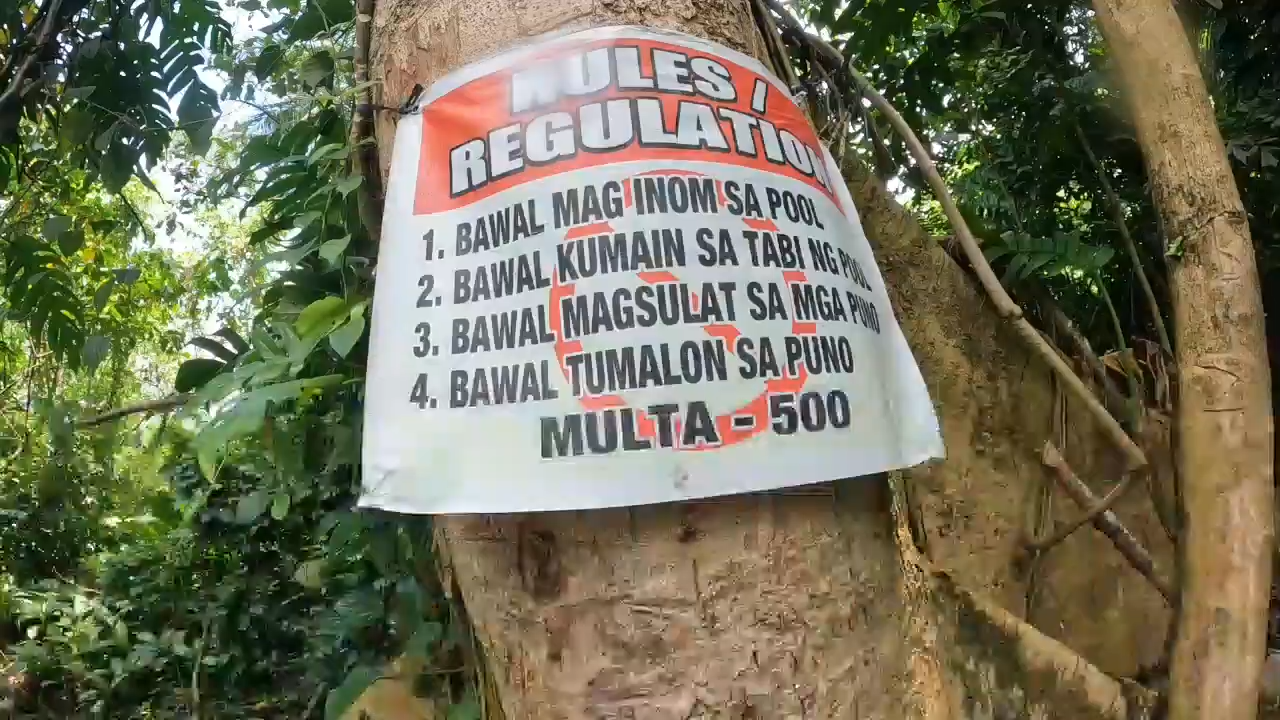 RULES /
REGULATION
1. BAWAL MAG INOM SA POOL
2. BAWAL KUMAIN SA TABI NG POOL
3. BAWAL MAGSULAT SA MGA PUNO
4. BAWAL TUMALON SA PUNO
MULTA - 500